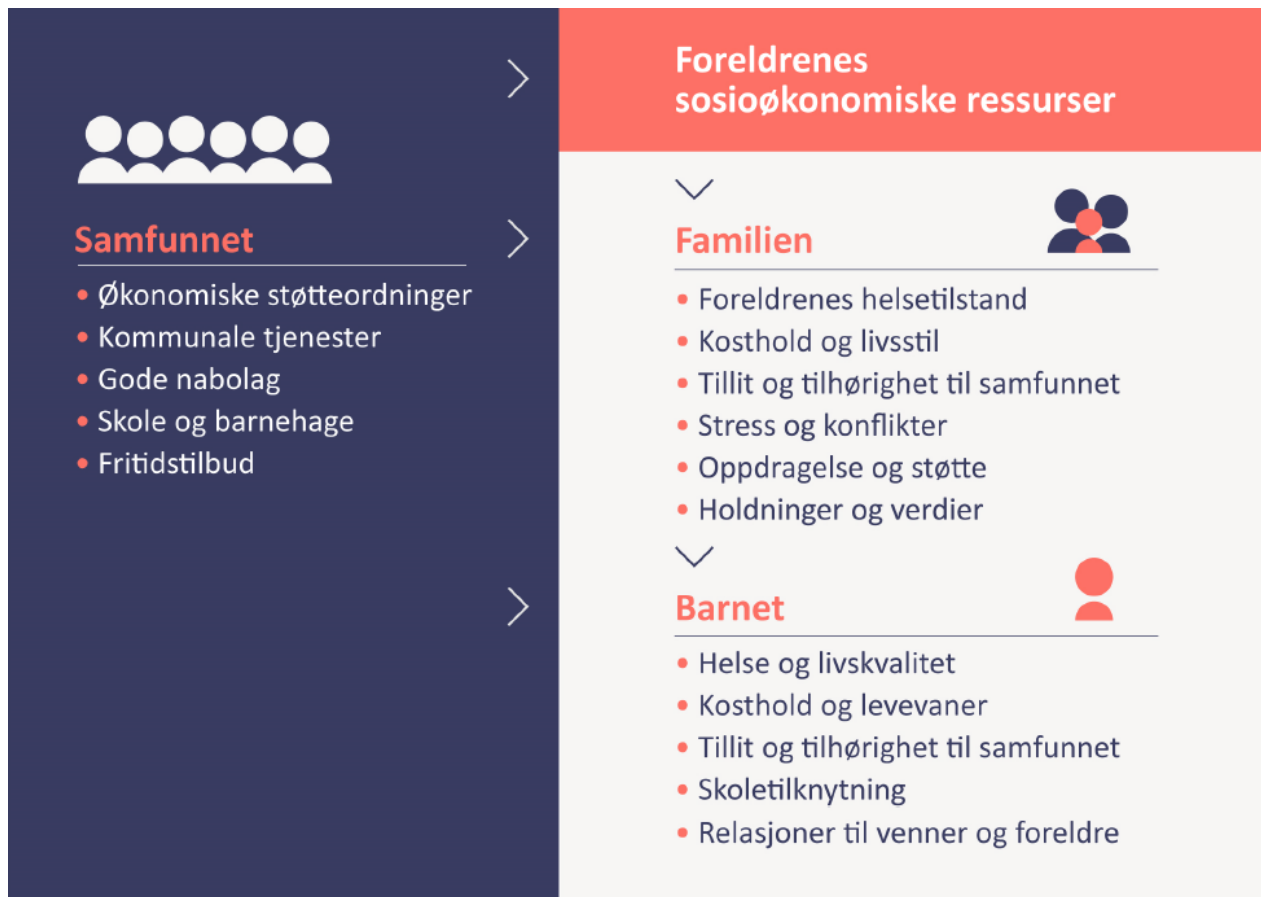 Samfunnet
• Økonomiske støtteordninger
• Kommunale tjenester
• Gode nabolag
• Skole og barnehage
• Fritidstilbud
Foreldrenes
sosioøkonomiske ressurser
Familien
• Foreldrenes helsetilstand
• Kosthold og livsstil
• Tillit og tilhørighet til samfunnet
• Stress og konflikter
• Oppdragelse og støtte
• Holdninger og verdier
Barnet
• Helse og livskvalitet
• Kosthold og levevaner
• Tillit og tilhørighet til samfunnet
• Skoletilknytning
• Relasjoner til venner og foreldre